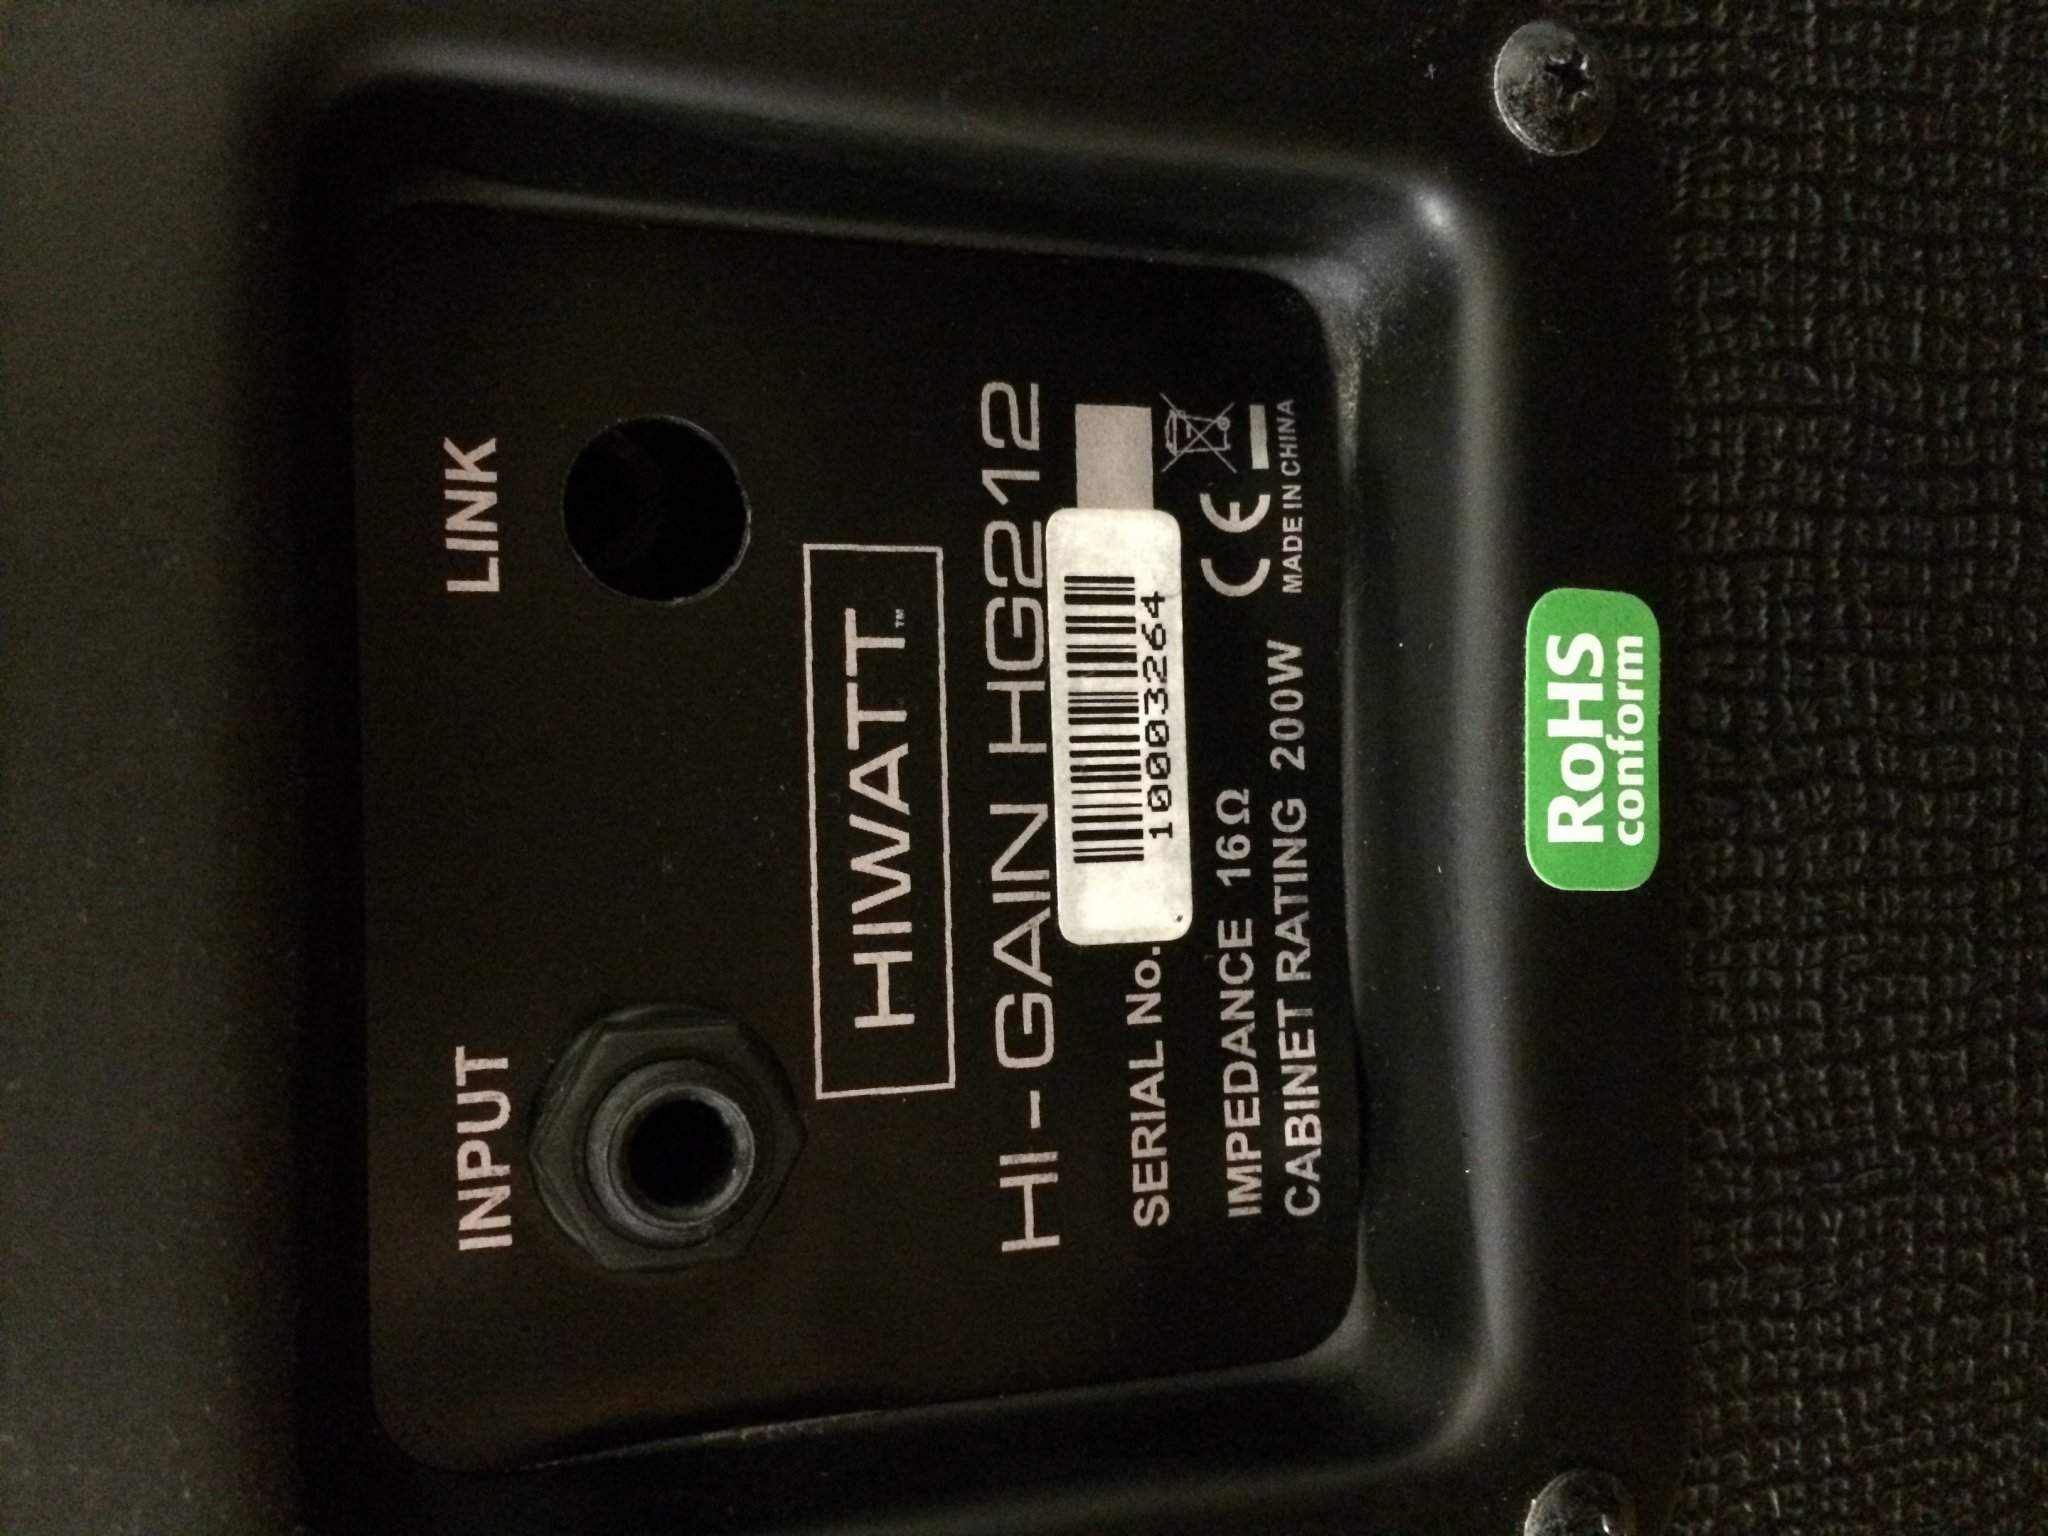 INPUT
LINK
HIWATT™
HI-GAIN HG212
SERIAL No.
10003264
IMPEDANCE 16Ω
CABINET RATING 200W
CE
MADE IN CHINA
RoHS
conform